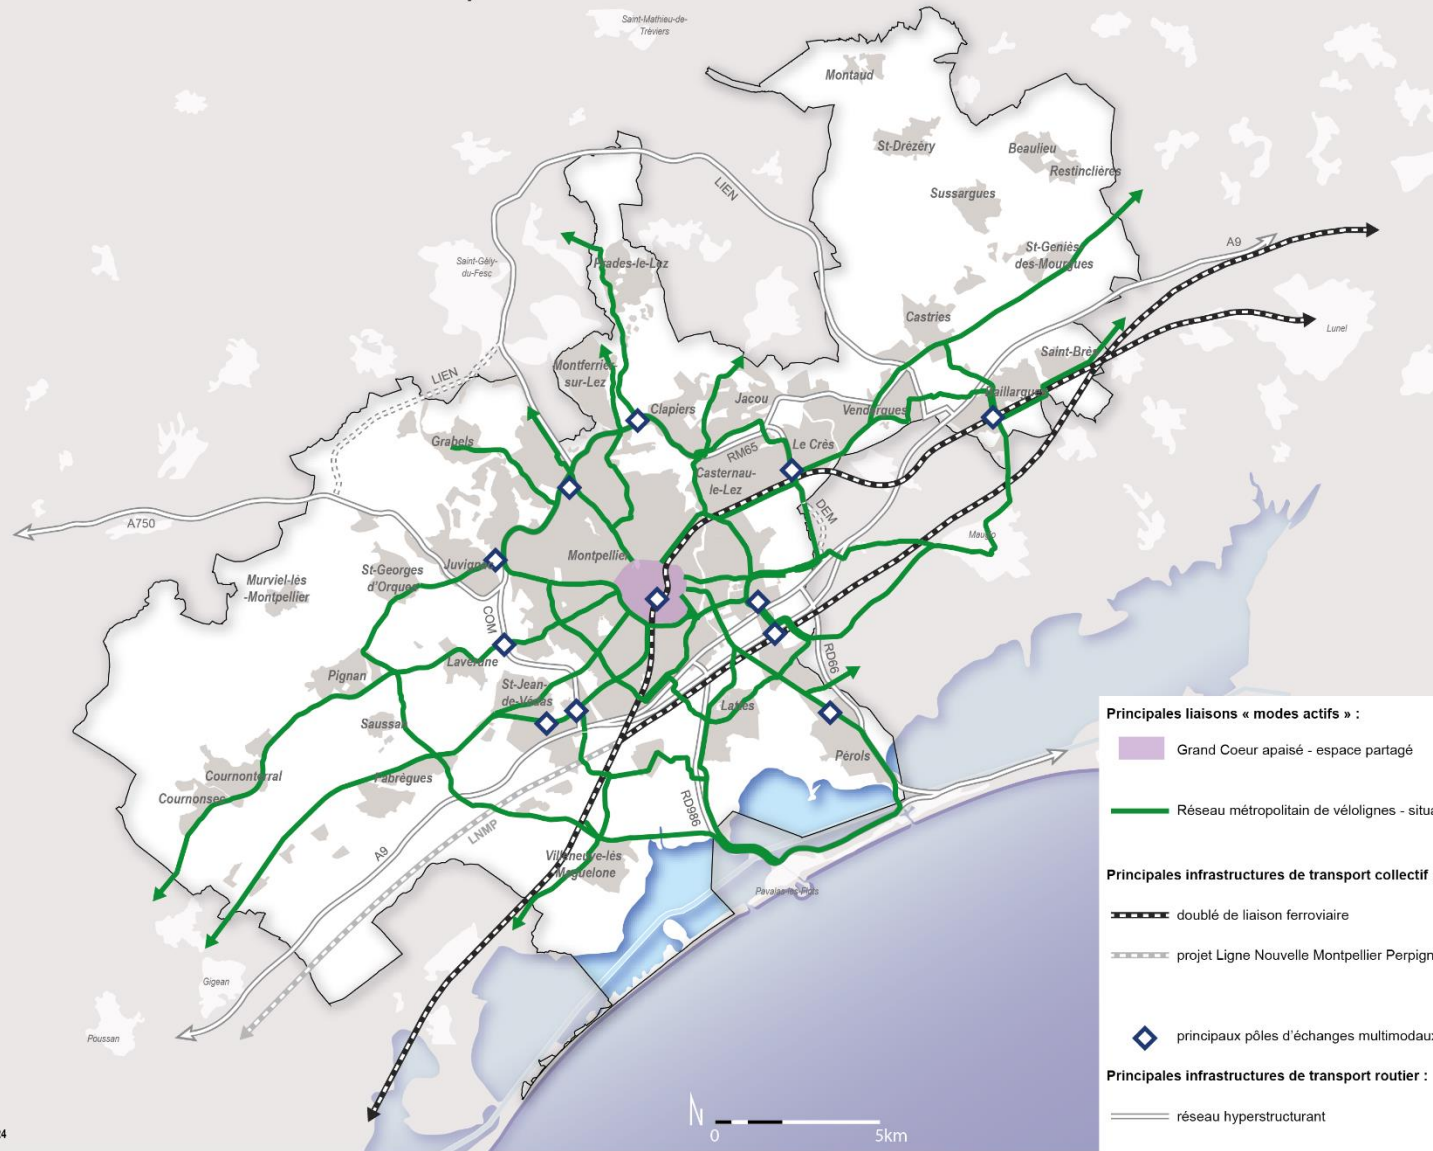 Saint-Mathieu-de-
Tréviers
Montaud
St-Drézéry
Beaulieu
Restinclières
LIEN
Sussargues
Saint-Gély-
du-Fesc
Prades-le-Lez
St-Geniès
des-Mourgues
A9
Castries
Lunel
Saint-Brès
Montferrier-
sur-Lez
LIEN
Baillargues
Jacou
Clapiers
Vendargues
Grabels
Le Crès
RM65
Casternau-
le-Lez
DEM
A750
Mauguio
Montpellier
Juvignac
St-Georges
d'Orques
Murviel-lès
-Montpellier
COM
RD66
Lavérune
Pignan
St-Jean-
de-Védas
Lattes
Saussan
Pérols
Cournonterral
Fabrègues
Cournonsec
RD986
LNMP
A9
Villeneuve-lès
Maguelone
Pavalas-les-Flots
Gigean
Poussan
Principales liaisons « modes actifs » :
Grand Coeur apaisé - espace partagé
Réseau métropolitain de vélolignes - situa
Principales infrastructures de transport collectif
doublé de liaison ferroviaire
projet Ligne Nouvelle Montpellier Perpign
principaux pôles d'échanges multimodaux
Principales infrastructures de transport routier :
réseau hyperstructurant
N
0 5km
24